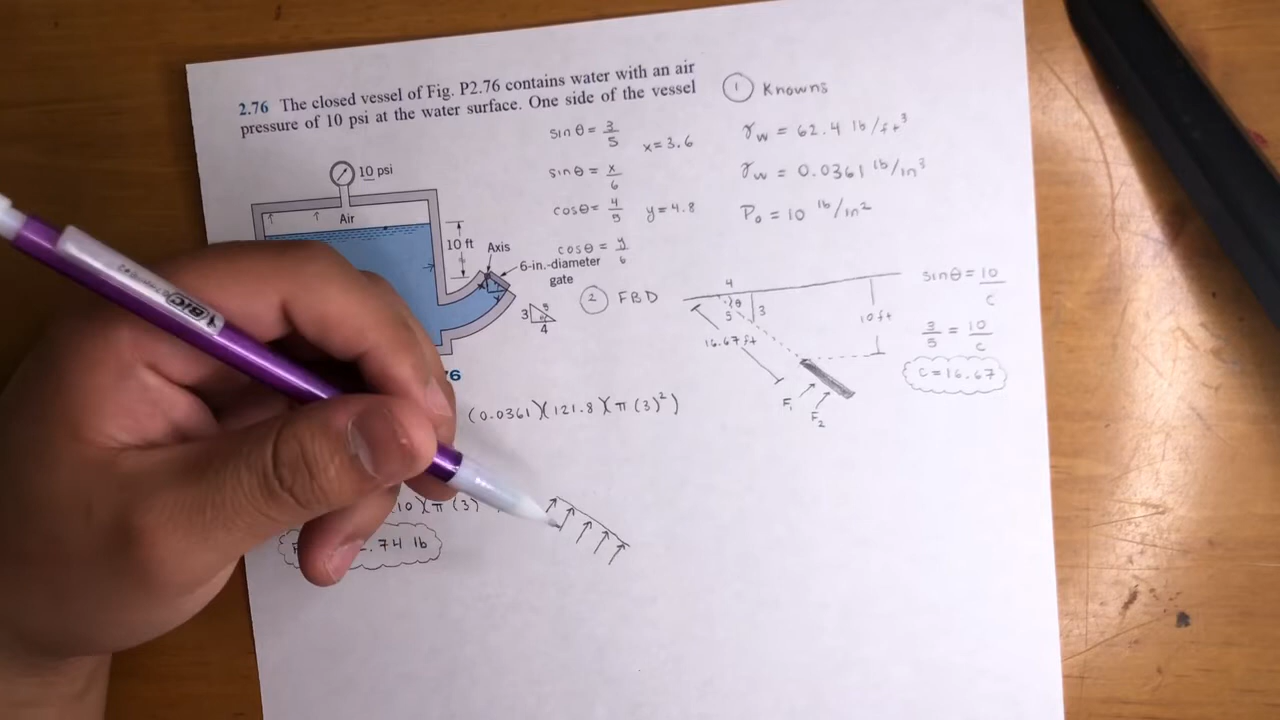 2.76 The closed vessel of Fig. P2.76 contains water with an air
pressure of 10 psi at the water surface. One side of the vessel
10 psi
Air
10 ft
Axis
6-in.-diameter
gate
3
5
4
6
sin θ = 3/5
x = 3.6
sin θ = x/6
cos θ = 4/5
y = 4.8
cos θ = y/6
① Knowns
γw = 62.4 lb/ft³
γw = 0.0361 lb/in³
P₀ = 10 lb/in²
② FBD
4
θ
5
3
16.67 ft
10 ft
F₁
F₂
sin θ = 10/c
3/5 = 10/c
c = 16.67
(0.0361)(121.8)(π(3)²)
10)(π(3)
.74 lb
BIC